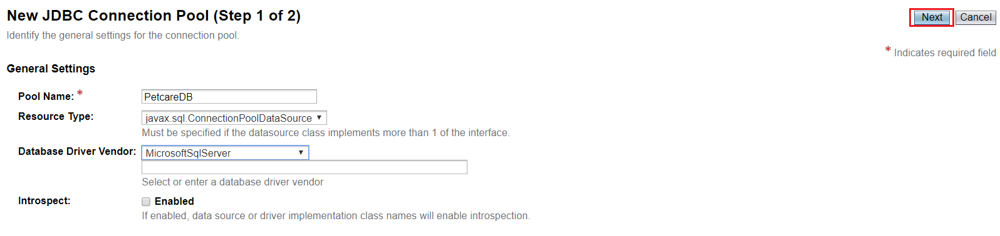 New JDBC Connection Pool (Step 1 of 2)
Next Cancel
Identify the general settings for the connection pool.
* Indicates required field
General Settings
Pool Name: * PetcareDB
Resource Type: javax.sql.ConnectionPoolDataSource
Must be specified if the datasource class implements more than 1 of the interface.
Database Driver Vendor: MicrosoftSqlServer
Select or enter a database driver vendor
Introspect: Enabled
If enabled, data source or driver implementation class names will enable introspection.